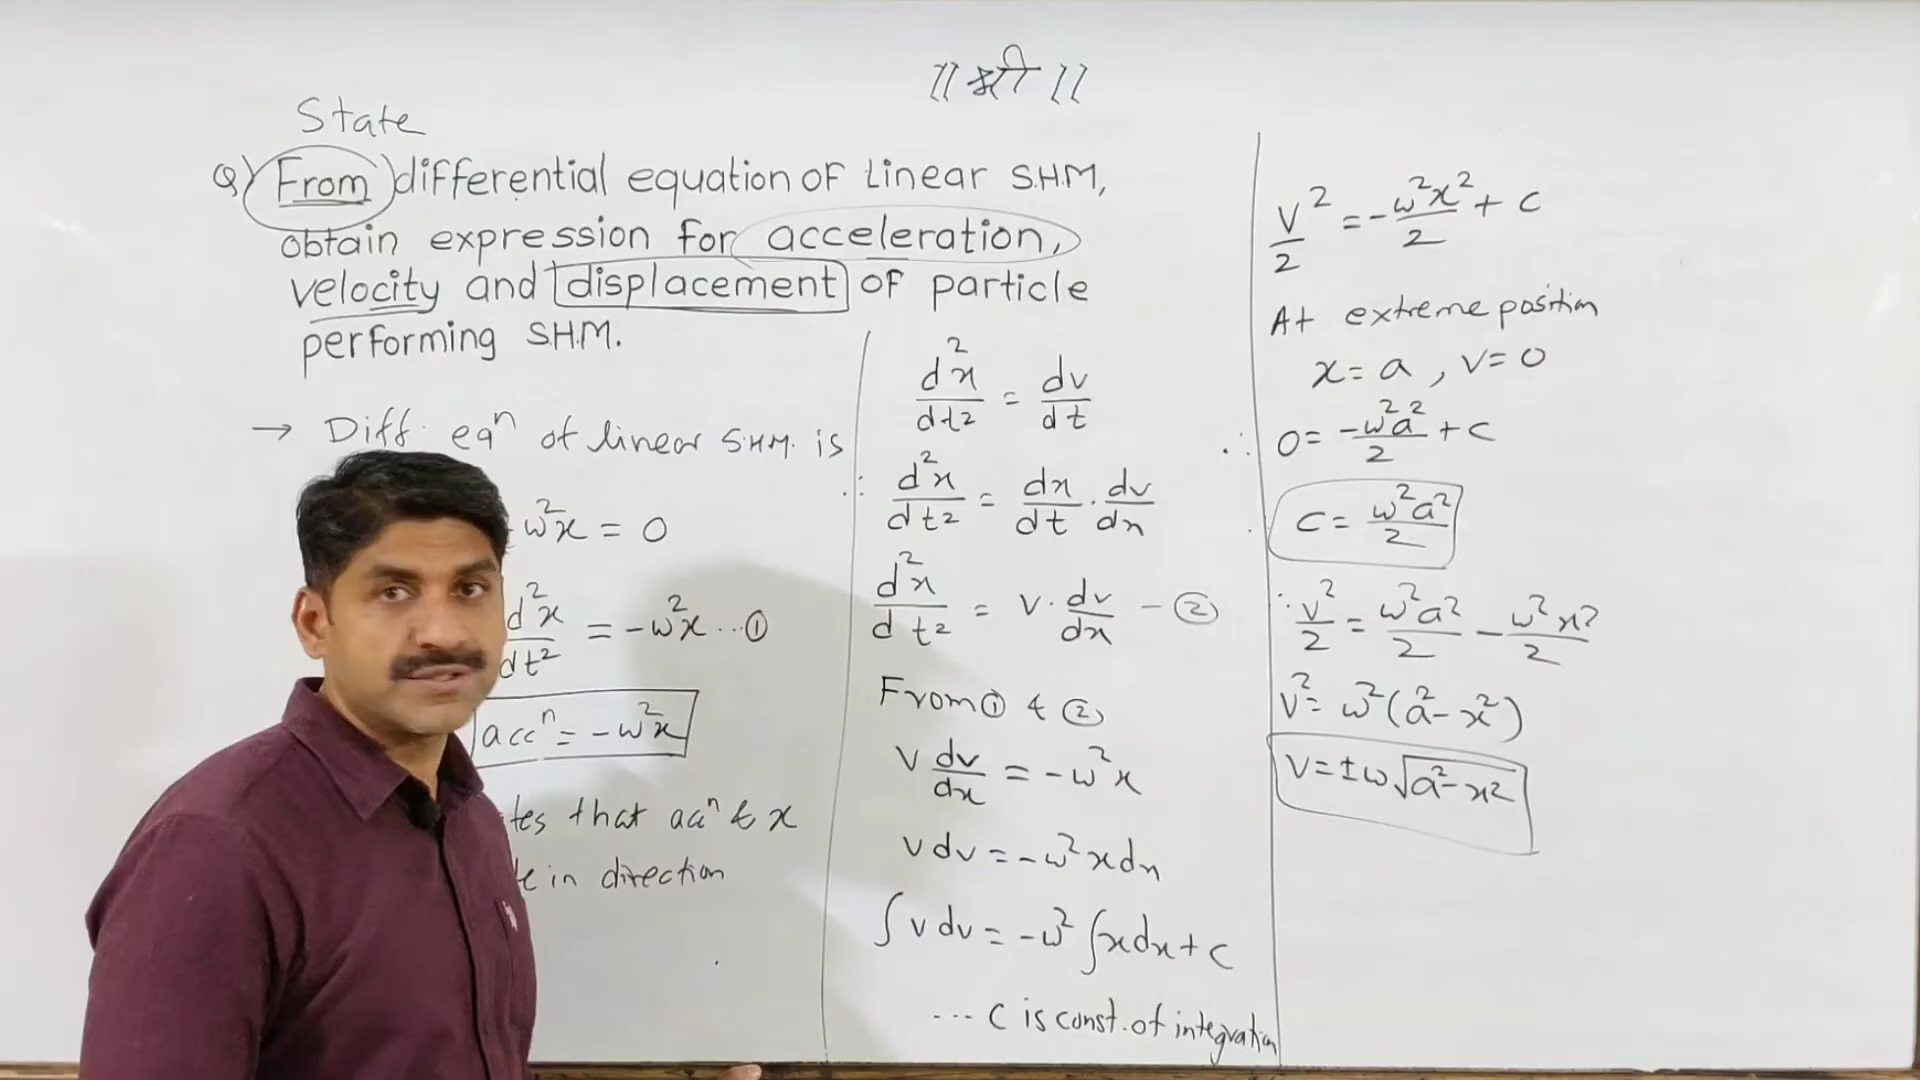 ॥ श्री ॥
State
Q) From differential equation of Linear S.H.M,
obtain expression for acceleration,
velocity and displacement of particle
performing S.H.M.
→ Diff. eqⁿ of linear S.H.M. is
ω²x = 0
d²x/dt² = -ω²x ... ①
accⁿ = -ω²x
that accⁿ & x
in direction
d²x/dt² = dv/dt
∴ d²x/dt² = dx/dt . dv/dx
d²x/dt² = v . dv/dx - ②
From ① & ②
v dv/dx = -ω²x
v dv = -ω² x dx
∫ v dv = -ω² ∫ x dx + c
... C is const. of integration
v²/2 = -ω²x²/2 + c
At extreme position
x = a , v = 0
∴ 0 = -ω²a²/2 + c
c = ω²a²/2
∴ v²/2 = ω²a²/2 - ω²x²/2
v² = ω²(a² - x²)
v = ± ω √(a² - x²)